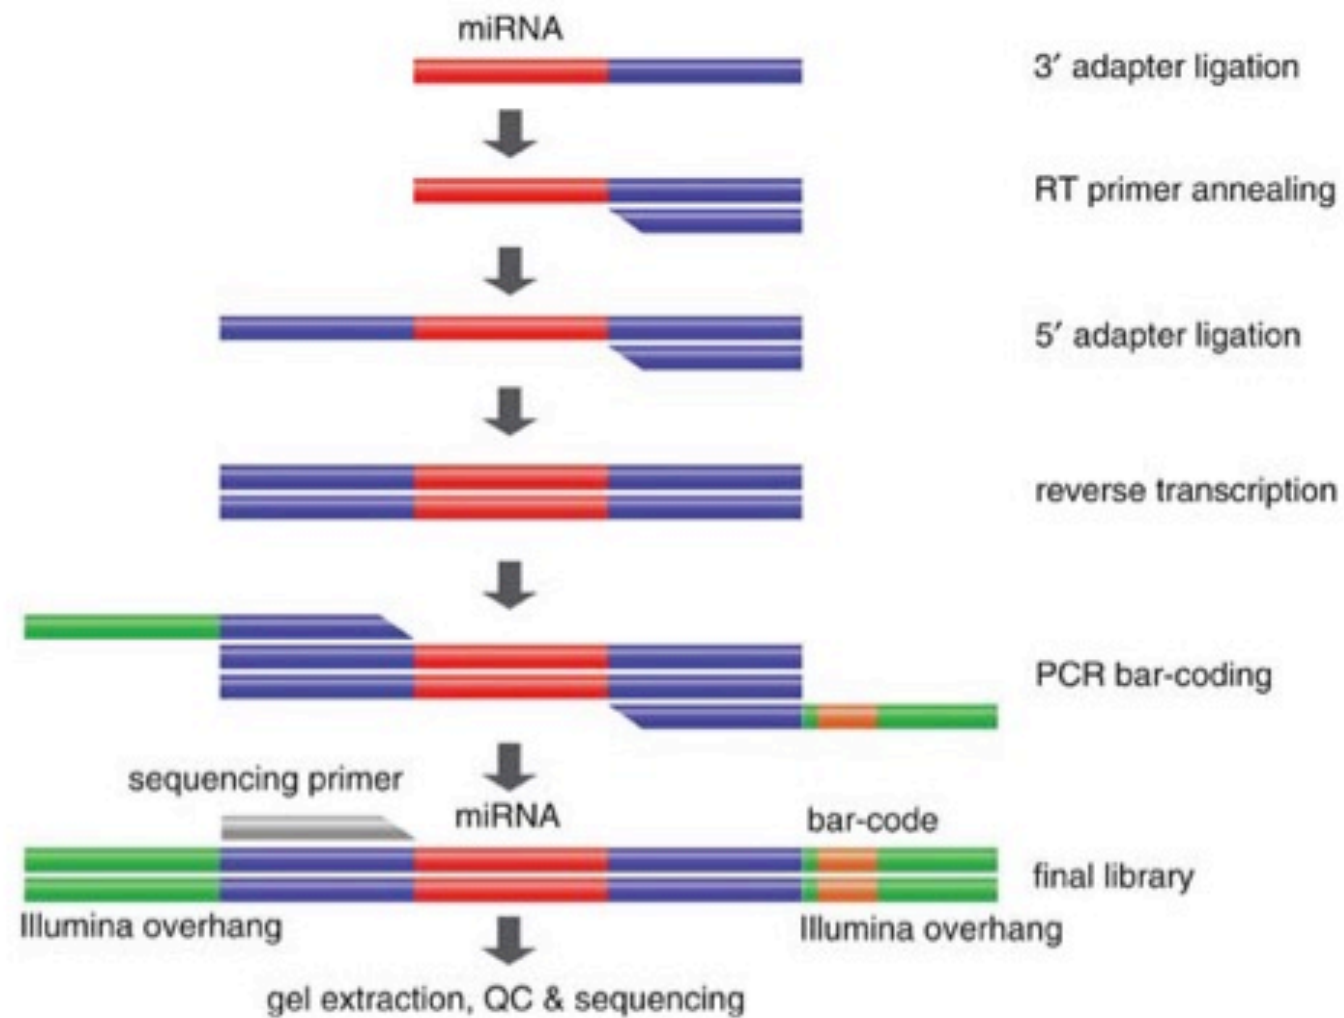 miRNA
3′ adapter ligation
RT primer annealing
5′ adapter ligation
reverse transcription
PCR bar-coding
sequencing primer
miRNA
bar-code
final library
Illumina overhang
Illumina overhang
gel extraction, QC & sequencing